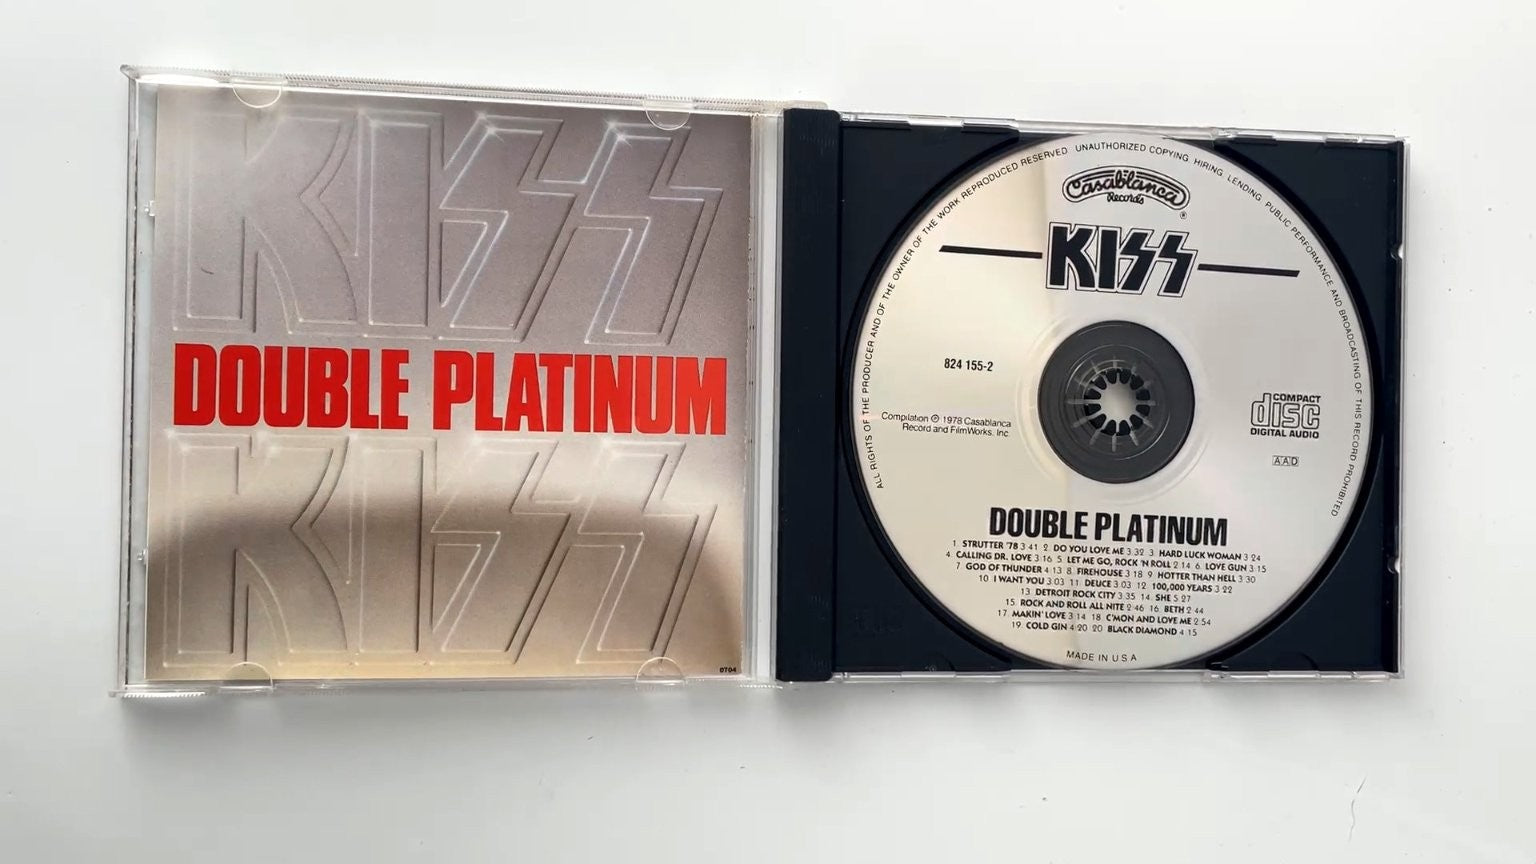 KISS
DOUBLE PLATINUM
KISS
0704
ALL RIGHTS OF THE PRODUCER AND OF THE OWNER OF THE WORK REPRODUCED RESERVED UNAUTHORIZED COPYING, HIRING, LENDING, PUBLIC PERFORMANCE AND BROADCASTING OF THIS RECORD PROHIBITED
Casablanca
Records
®
KISS
824 155-2
Compilation ℗ 1978 Casablanca
Record and FilmWorks, Inc.
COMPACT
disc
DIGITAL AUDIO
AAD
DOUBLE PLATINUM
1. STRUTTER '78 3:41 2. DO YOU LOVE ME 3:32 3. HARD LUCK WOMAN 3:24
4. CALLING DR. LOVE 3:16 5. LET ME GO, ROCK 'N ROLL 2:14 6. LOVE GUN 3:15
7. GOD OF THUNDER 4:13 8. FIREHOUSE 3:18 9. HOTTER THAN HELL 3:30
10. I WANT YOU 3:03 11. DEUCE 3:03 12. 100,000 YEARS 3:22
13. DETROIT ROCK CITY 3:35 14. SHE 5:27
15. ROCK AND ROLL ALL NITE 2:46 16. BETH 2:44
17. MAKIN' LOVE 3:14 18. C'MON AND LOVE ME 2:54
19. COLD GIN 4:20 20. BLACK DIAMOND 4:15
MADE IN U.S.A.